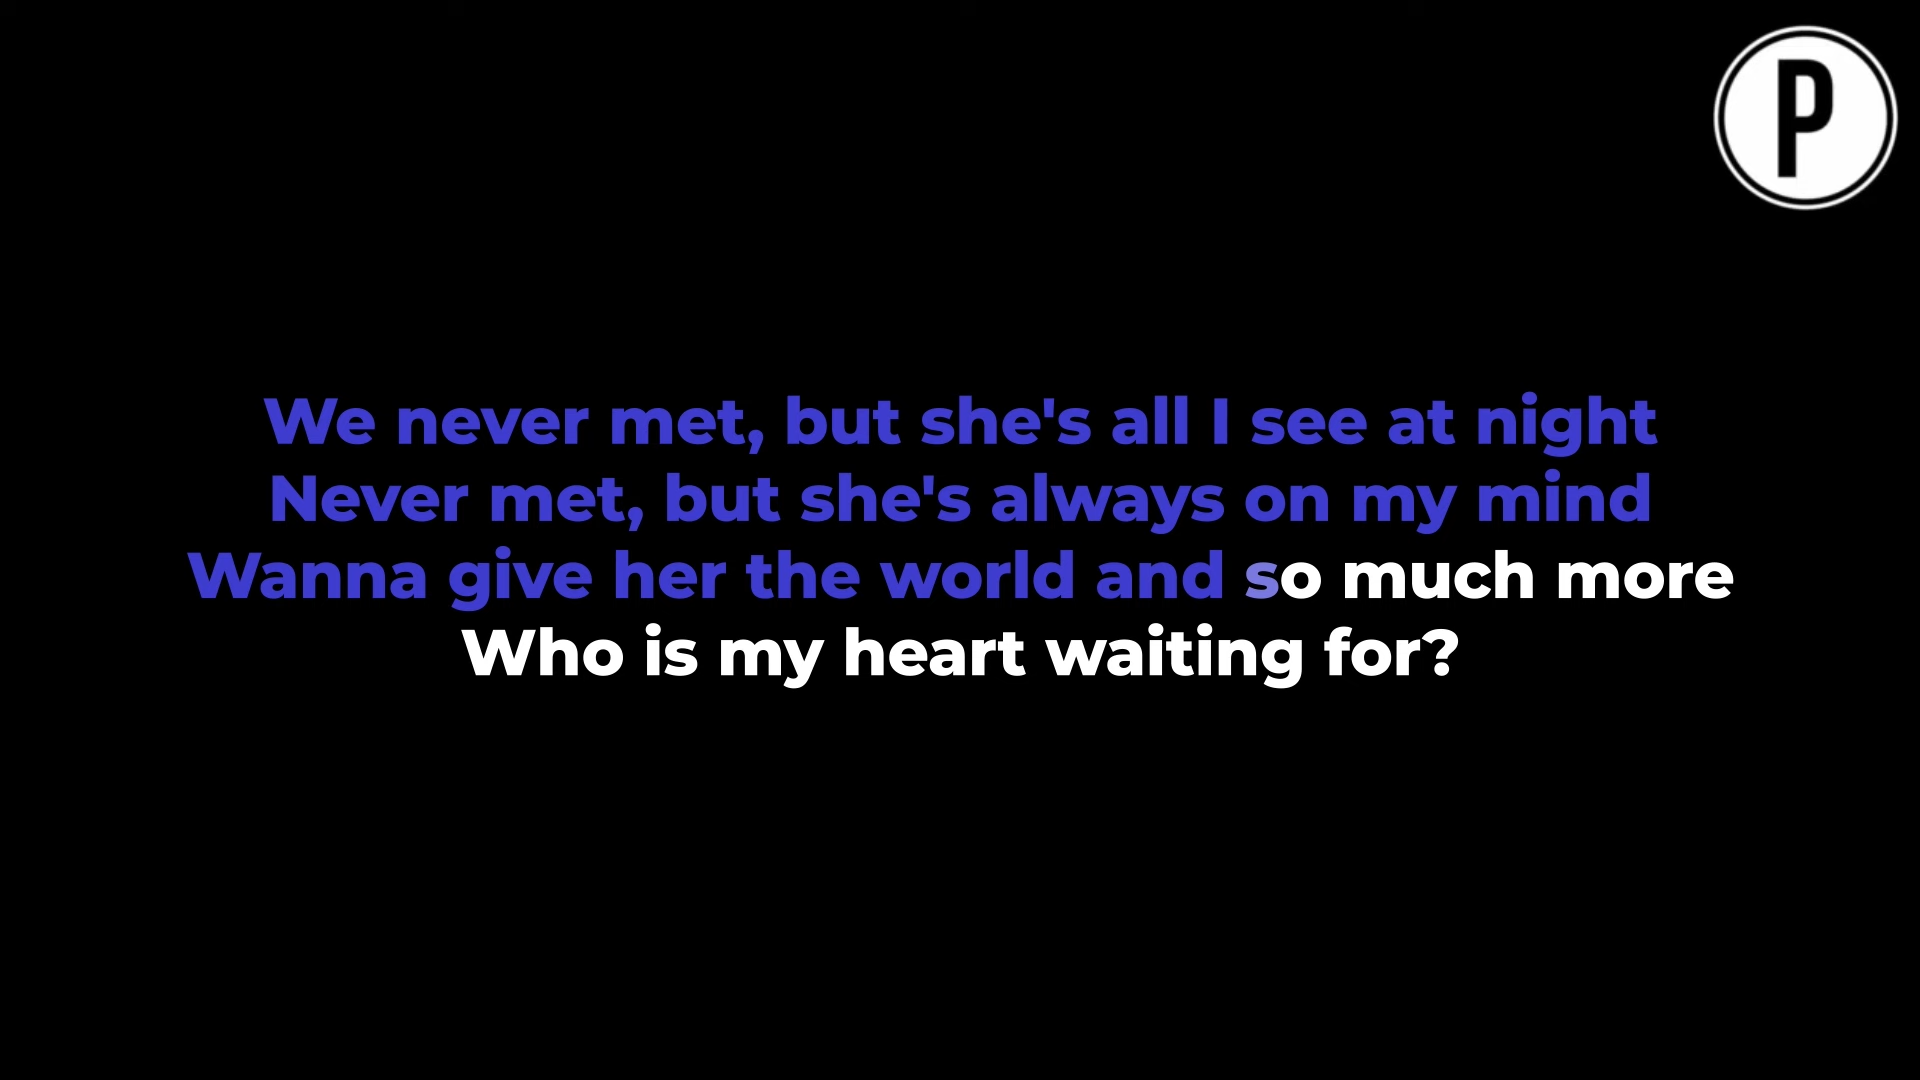 P
We never met, but she's all I see at night
Never met, but she's always on my mind
Wanna give her the world and so much more
Who is my heart waiting for?